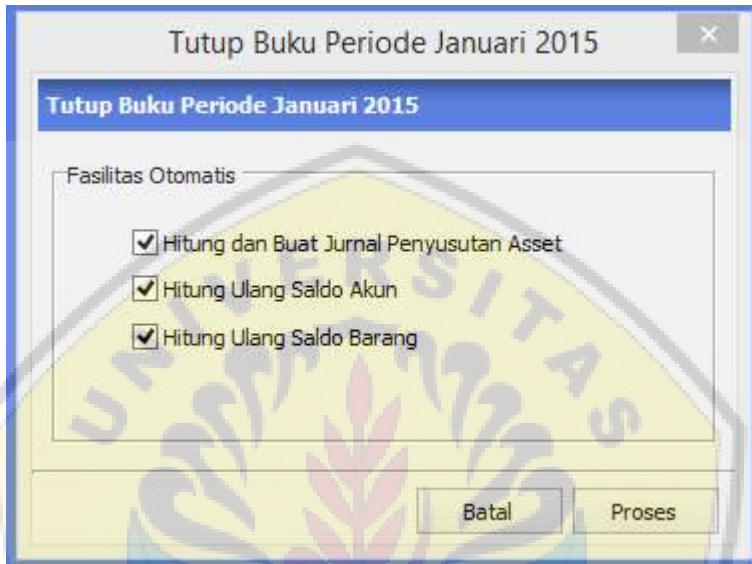 Tutup Buku Periode Januari 2015
Tutup Buku Periode Januari 2015
Fasilitas Otomatis
Hitung dan Buat Jurnal Penyusutan Asset
Hitung Ulang Saldo Akun
Hitung Ulang Saldo Barang
UNIVERSITAS
Batal Proses